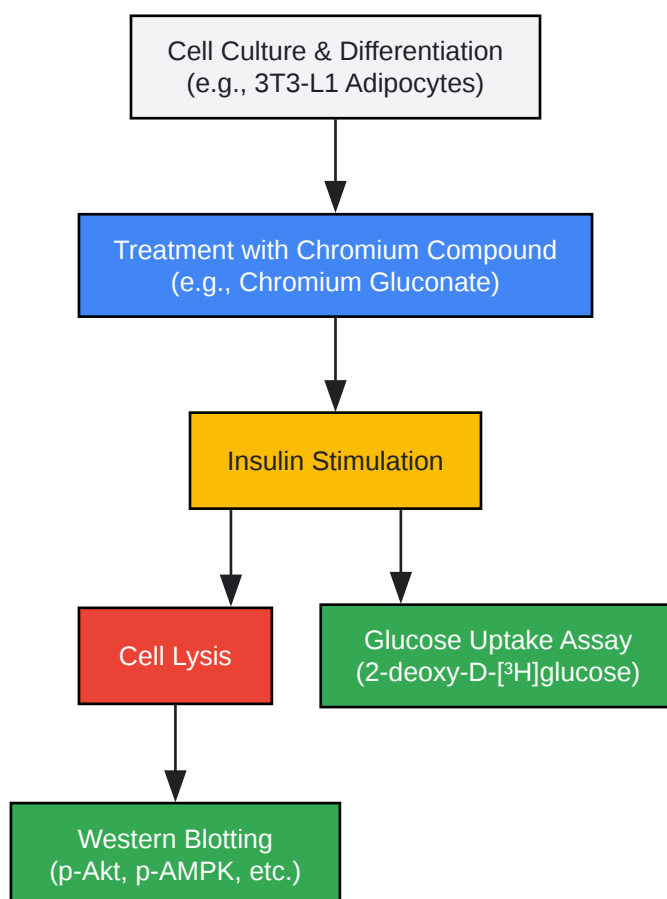 Cell Culture & Differentiation
(e.g., 3T3-L1 Adipocytes)
Treatment with Chromium Compound
(e.g., Chromium Gluconate)
Insulin Stimulation
Cell Lysis
Glucose Uptake Assay
(2-deoxy-D-[³H]glucose)
Western Blotting
(p-Akt, p-AMPK, etc.)